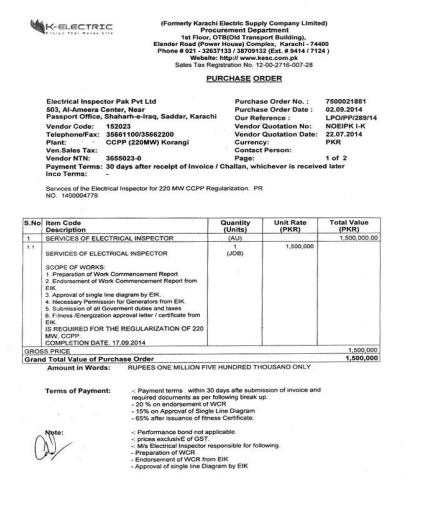 K-ELECTRIC
(Formerly Karachi Electric Supply Company Limited)
Procurement Department
1st Floor, OTB(Old Transport Building),
Elander Road (Power House) Complex, Karachi - 74400
Phone # 021 - 32637133 / 38709132 (Ext. # 9414 / 7124 )
Website: http:// www.kesc.com.pk
Sales Tax Registration No. 12-00-2716-007-28
PURCHASE ORDER
Electrical Inspector Pak Pvt Ltd
503, Al-Ameera Center, Near
Passport Office, Shaharh-e-Iraq, Saddar, Karachi
Vendor Code: 152023
Telephone/Fax: 35661100/35662200
Plant: CCPP (220MW) Korangi
Ven.Sales Tax:
Vendor NTN: 3655023-0
Purchase Order No. : 7500021881
Purchase Order Date : 02.09.2014
Our Reference : LPO/PP/289/14
Vendor Quotation No: NOEIPK I-K
Vendor Quotation Date: 22.07.2014
Currency: PKR
Contact Person:
Page: 1 of 2
Payment Terms: 30 days after receipt of Invoice / Challan, whichever is received later
Inco Terms: -
Services of the Electrical Inspector for 220 MW CCPP Regularization. PR
NO. 1400004779
S.No Item Code Description Quantity (Units) Unit Rate (PKR) Total Value (PKR)
1 SERVICES OF ELECTRICAL INSPECTOR (AU) 1,500,000.00
1.1 SERVICES OF ELECTRICAL INSPECTOR 1 (JOB) 1,500,000
SCOPE OF WORKS:
1. Preparation of Work Commencement Report
2. Endorsement of Work Commencement Report from
EIK.
3. Approval of single line diagram by EIK.
4. Necessary Permission for Generators from EIK.
5. Submission of all Goverment duties and taxes
6. Fitness /Energization approval letter / certificate from
EIK.
IS REQUIRED FOR THE REGULARIZATION OF 220
MW, CCPP.
COMPLETION DATE. 17.09.2014
GROSS PRICE 1,500,000
Grand Total Value of Purchase Order 1,500,000
Amount in Words: RUPEES ONE MILLION FIVE HUNDRED THOUSAND ONLY
Terms of Payment: -: Payment terms . within 30 days afte submission of invoice and
required documents as per following break up.
- 20 % on endorsement of WCR
- 15% on Approval of Single Line Diagram
- 65% after issuance of fitness Certificate.
Note: -: Performance bond not applicable.
-: prices exclusivE of GST.
-: M/s Electrical Inspector responsible for following.
- Preparation of WCR
- Endorsement of WCR from EIK
- Approval of single line Diagram by EIK